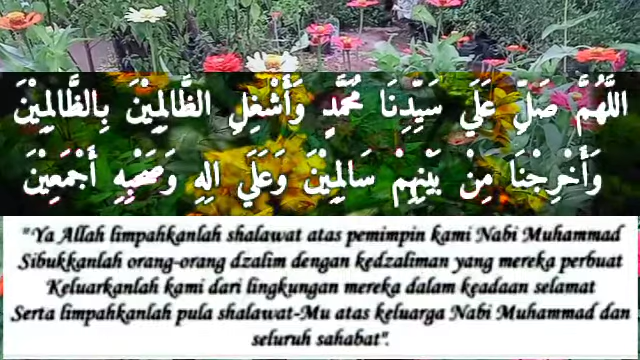 اللَّهُمَّ صَلِّ عَلَي سَيِّدِنَا مُحَمَّدٍ وَأَشْغِلِ الظَّالِمِيْنَ بِالظَّالِمِيْنَ
وَأَخْرِجْنَا مِنْ بَيْنِهِمْ سَالِمِيْنَ وَعَلَي الِهِ وَصَحْبِهِ أَجْمَعِيْنَ
"Ya Allah limpahkanlah shalawat atas pemimpin kami Nabi Muhammad
Sibukkanlah orang-orang dzalim dengan kedzaliman yang mereka perbuat
Keluarkanlah kami dari lingkungan mereka dalam keadaan selamat
Serta limpahkanlah pula shalawat-Mu atas keluarga Nabi Muhammad dan
seluruh sahabat".